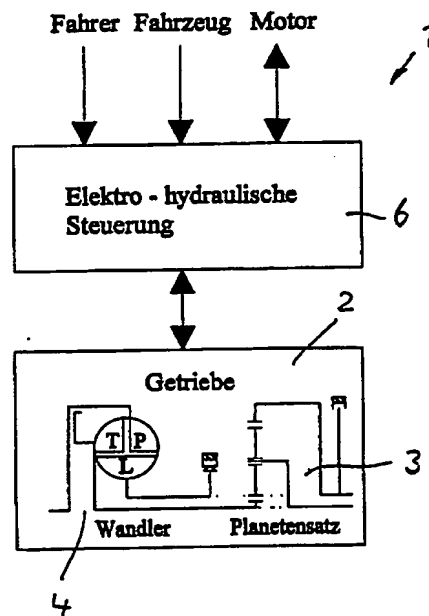 Fahrer Fahrzeug Motor
Elektro - hydraulische
Steuerung
6
2
Getriebe
T P
L
3
Wandler Planetensatz
4